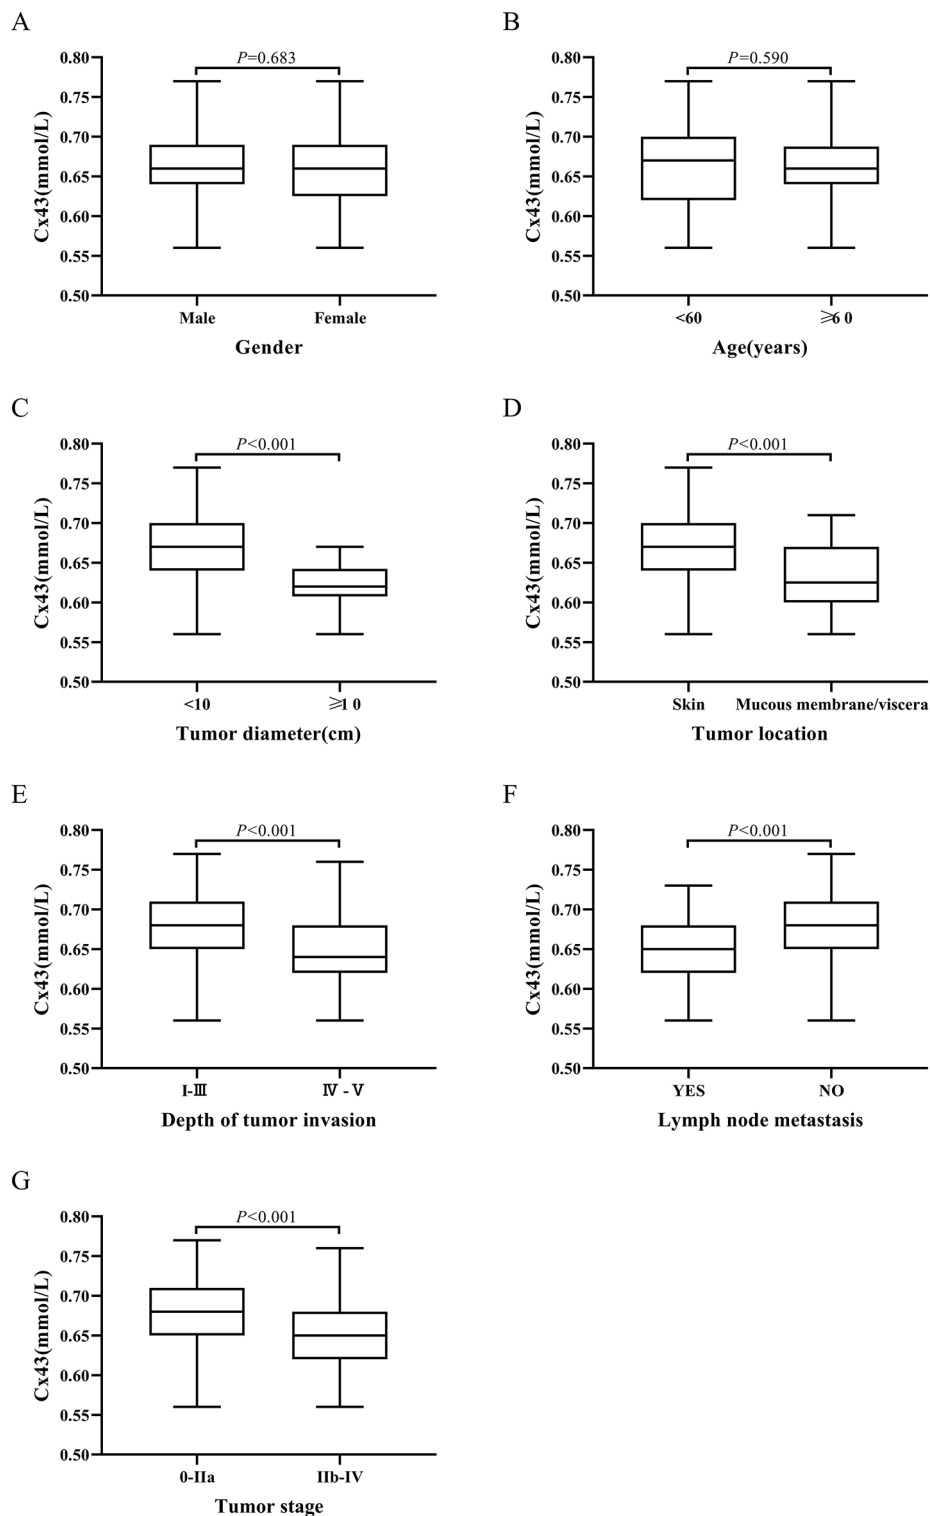 A
P=0.683
0.80
0.75
0.70
0.65
0.60
0.55
0.50
Cx43(mmol/L)
Male Female
Gender
B
P=0.590
0.80
0.75
0.70
0.65
0.60
0.55
0.50
Cx43(mmol/L)
<60 ⩾6 0
Age(years)
C
P<0.001
0.80
0.75
0.70
0.65
0.60
0.55
0.50
Cx43(mmol/L)
<10 ⩾1 0
Tumor diameter(cm)
D
P<0.001
0.80
0.75
0.70
0.65
0.60
0.55
0.50
Cx43(mmol/L)
Skin Mucous membrane/viscera
Tumor location
E
P<0.001
0.80
0.75
0.70
0.65
0.60
0.55
0.50
Cx43(mmol/L)
I-Ⅲ Ⅳ - Ⅴ
Depth of tumor invasion
F
P<0.001
0.80
0.75
0.70
0.65
0.60
0.55
0.50
Cx43(mmol/L)
YES NO
Lymph node metastasis
G
P<0.001
0.80
0.75
0.70
0.65
0.60
0.55
0.50
Cx43(mmol/L)
0-IIa IIb-IV
Tumor stage